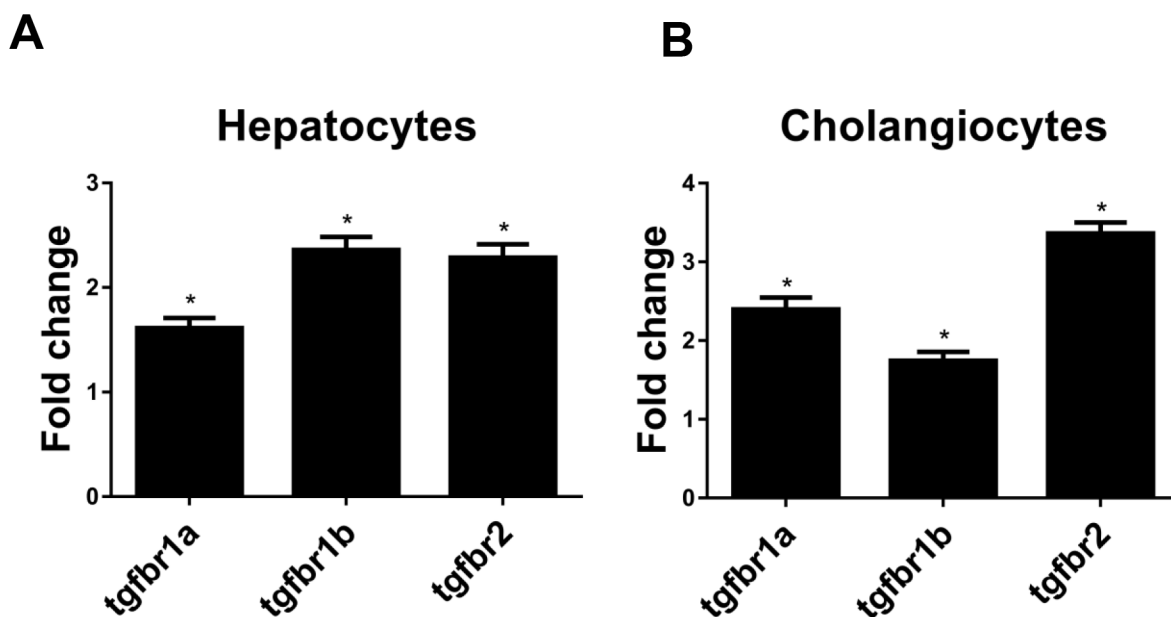 A
Hepatocytes
Fold change
3
2
1
0
*
*
*
tgfbr1a
tgfbr1b
tgfbr2
B
Cholangiocytes
Fold change
4
3
2
1
0
*
*
*
tgfbr1a
tgfbr1b
tgfbr2